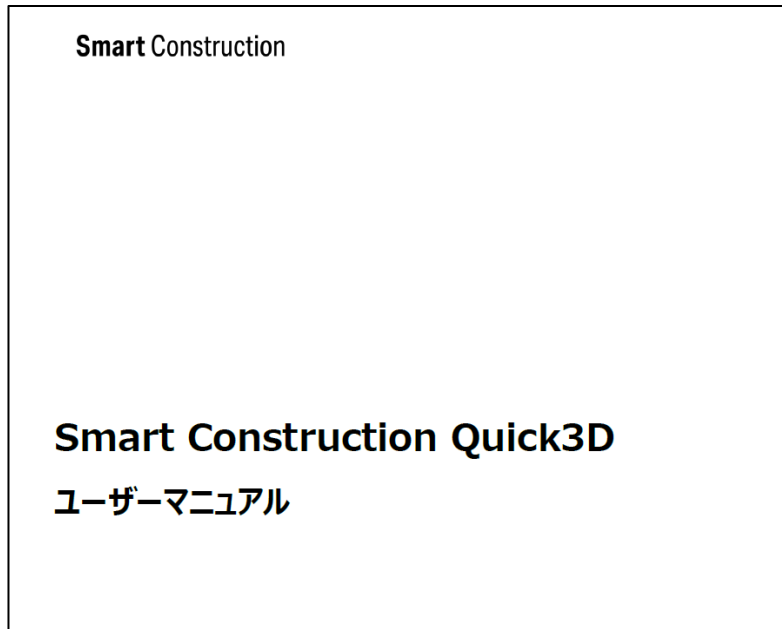 Smart Construction
Smart Construction Quick3D
ユーザーマニュアル